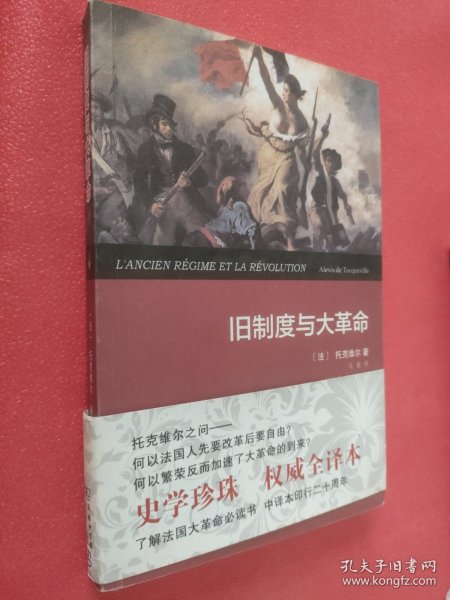 L'ANCIEN RÉGIME ET LA RÉVOLUTION Alexis de Tocqueville
旧制度与大革命
［法］ 托克维尔 著
冯棠 译
托克维尔之问——
何以法国人先要改革后要自由？
何以繁荣反而加速了大革命的到来？
史学珍珠 权威全译本
了解法国大革命必读书 中译本印行二十周年
孔夫子旧书网
www.kongfz.com